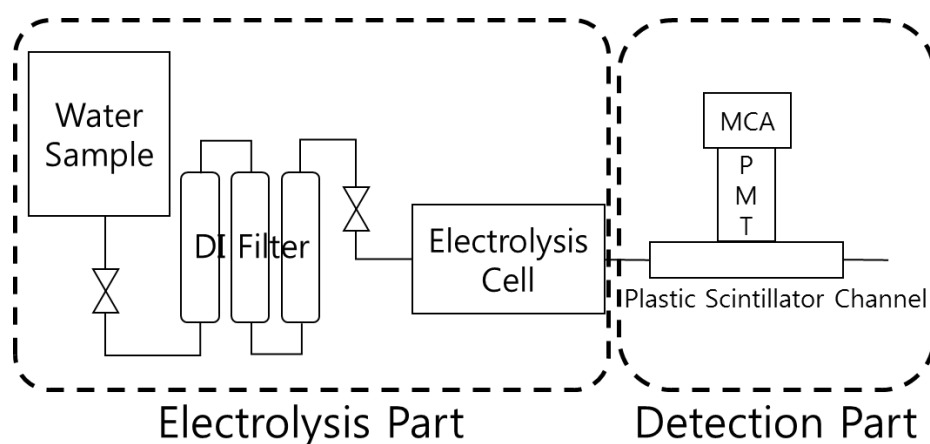 Water
Sample
DI Filter
Electrolysis
Cell
MCA
P
M
T
Plastic Scintillator Channel
Electrolysis Part
Detection Part